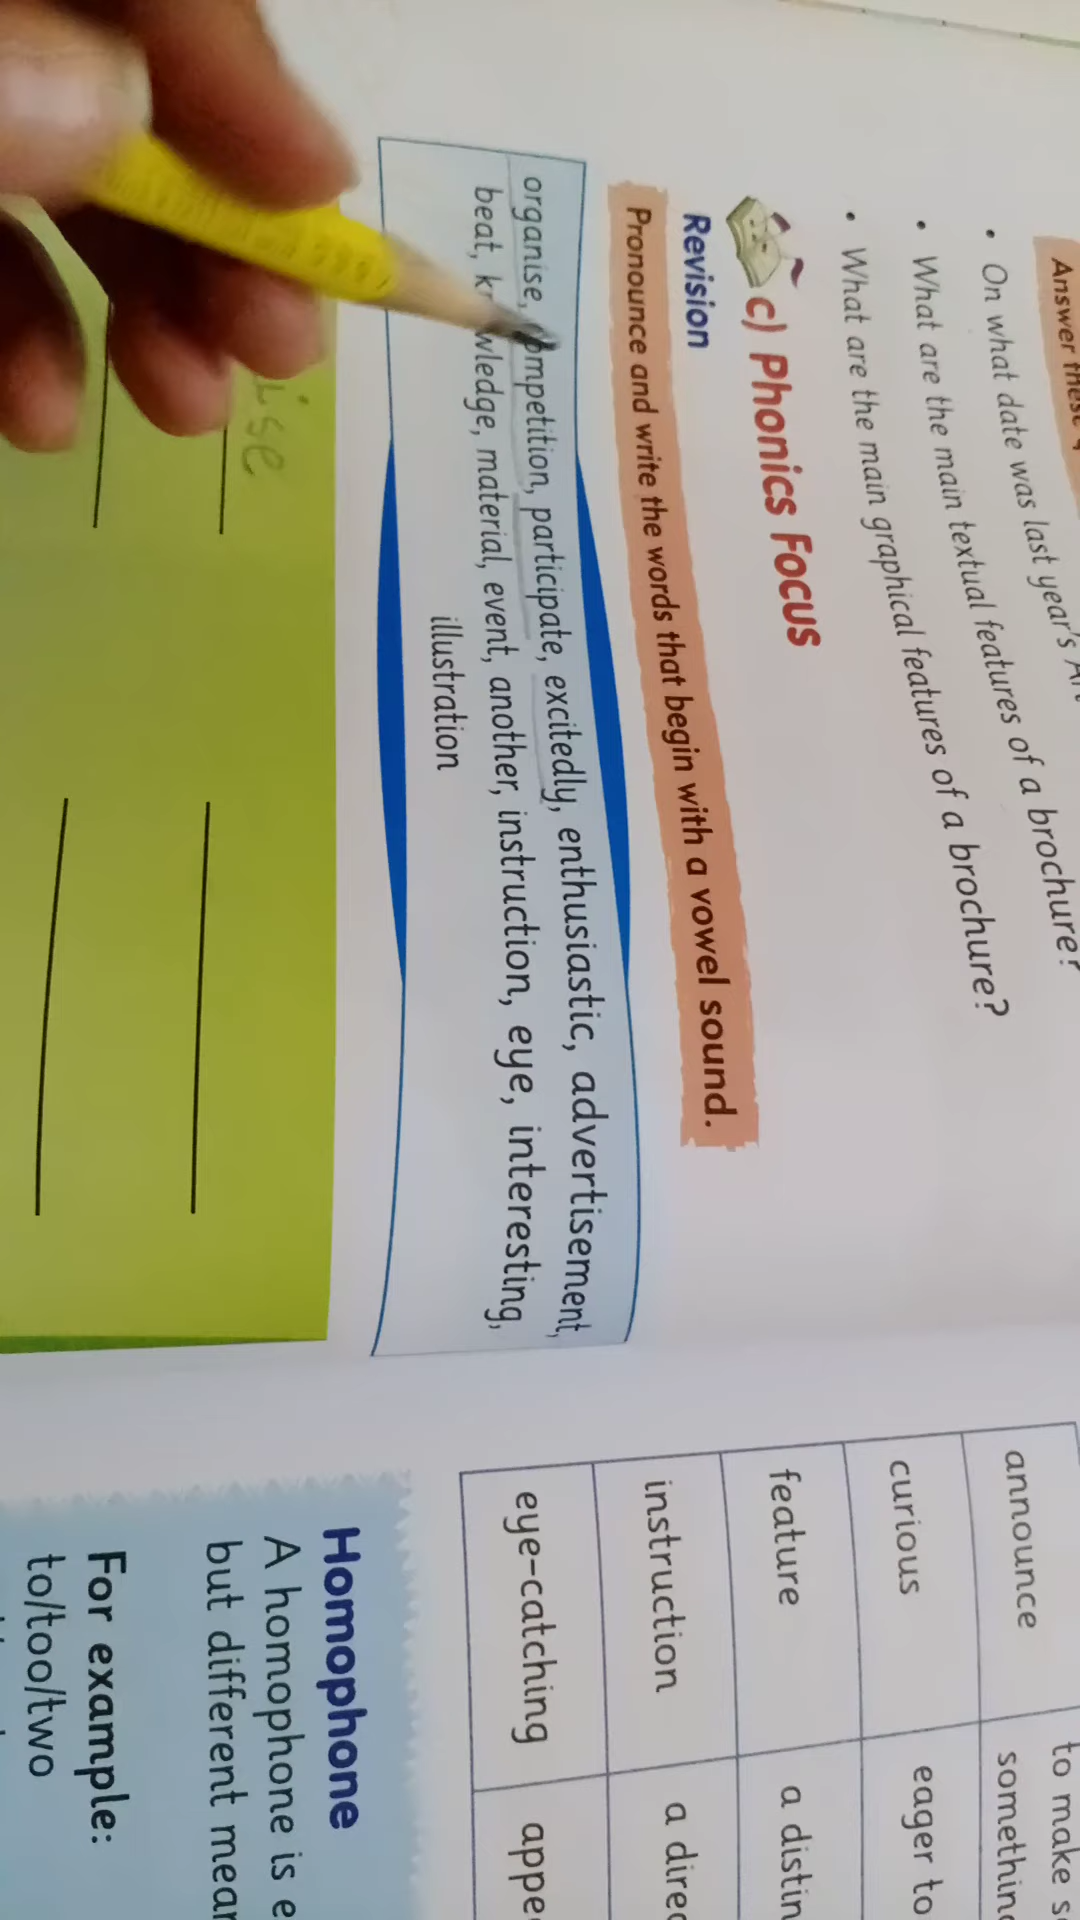 Answer these
• On what date was last year's
• What are the main textual features of a brochure?
• What are the main graphical features of a brochure?
c) Phonics Focus
Revision
Pronounce and write the words that begin with a vowel sound.
organise, competition, participate, excitedly, enthusiastic, advertisement,
beat, knowledge, material, event, another, instruction, eye, interesting,
illustration
ise
announce
to make
something
curious
eager to
feature
a distin
instruction
a direc
eye-catching
appe
Homophone
A homophone is e
but different mean
For example:
to/too/two